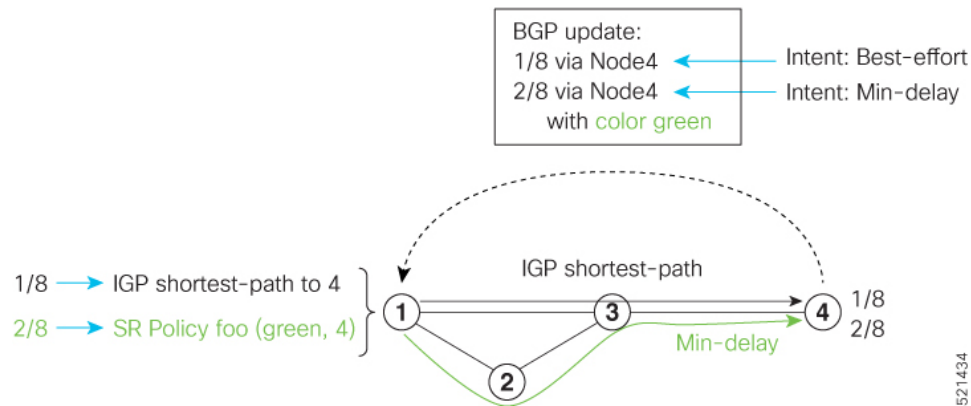 BGP update:
1/8 via Node4
Intent: Best-effort
2/8 via Node4
Intent: Min-delay
with color green
IGP shortest-path
1/8
IGP shortest-path to 4
2/8
SR Policy foo (green, 4)
1
3
4
1/8
2/8
Min-delay
2
521434